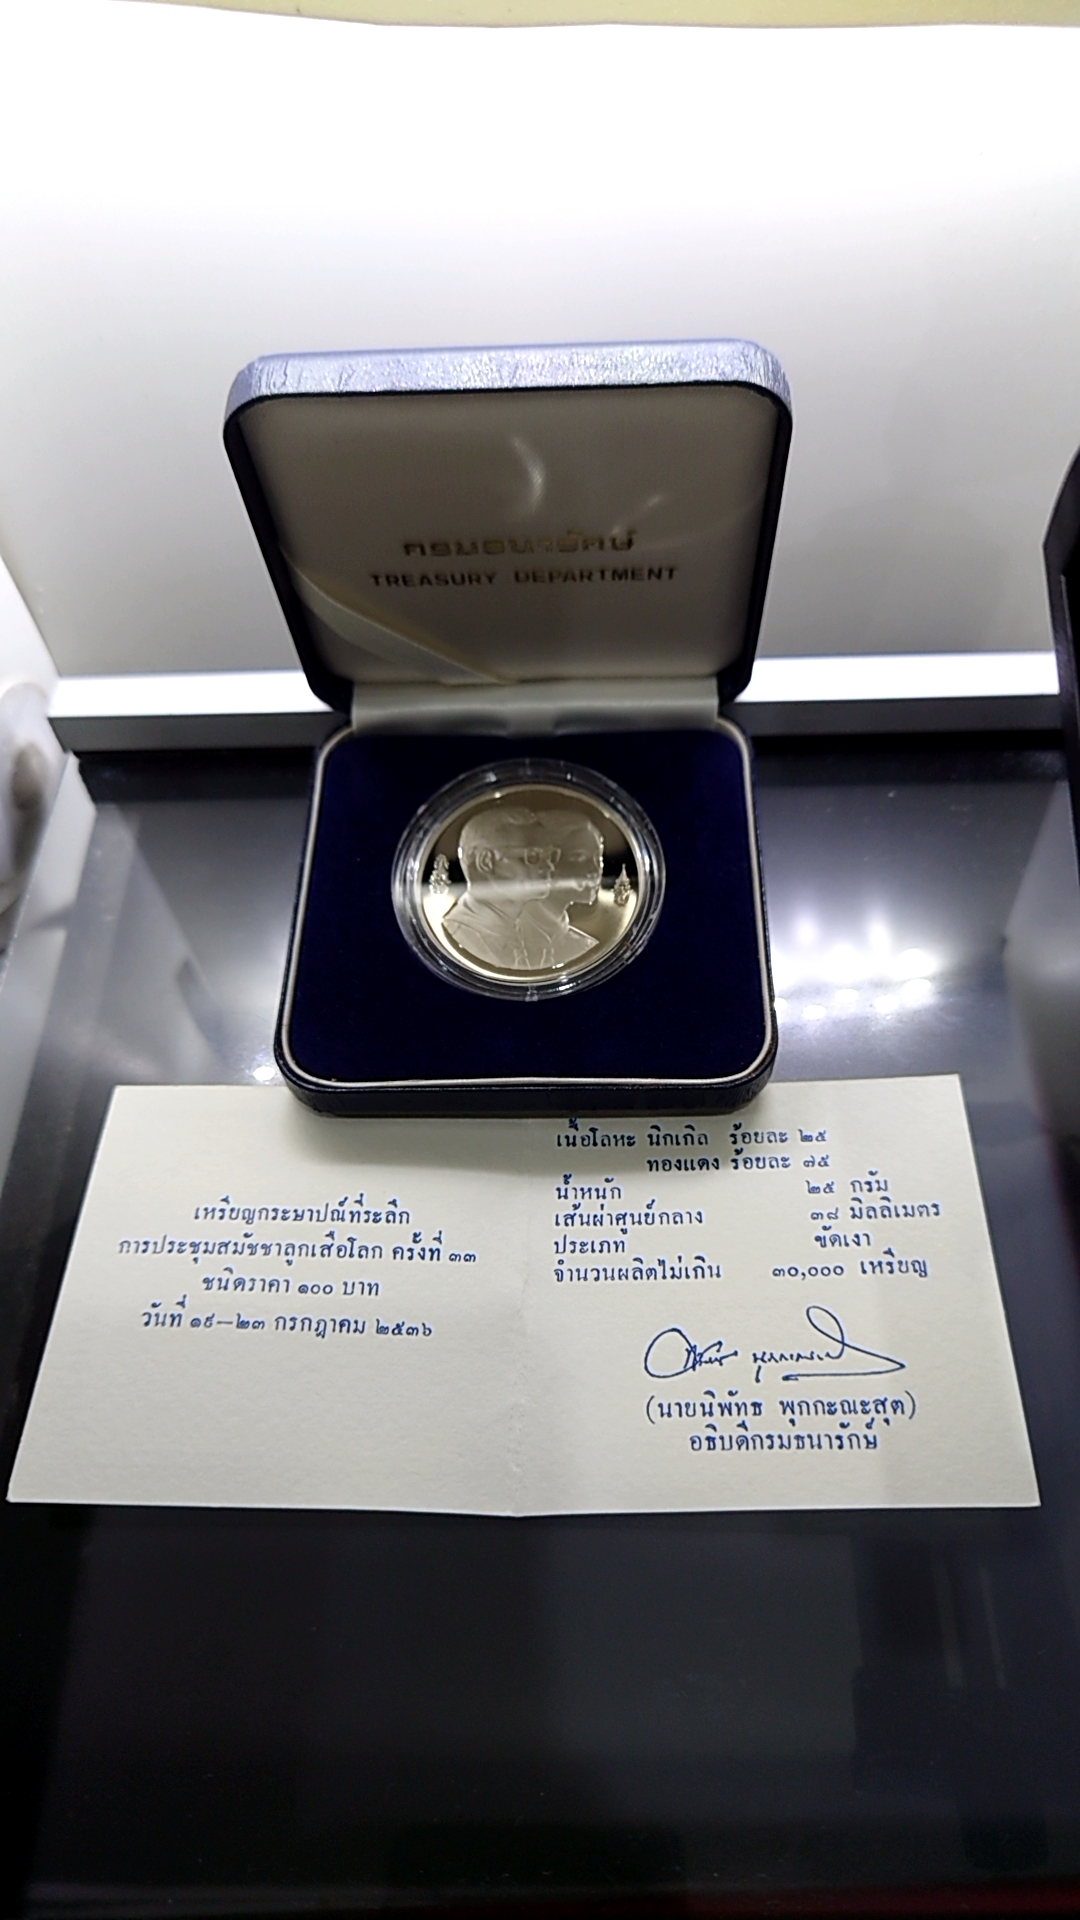 กรมธนารักษ์
TREASURY DEPARTMENT
เหรียญกระษาปณ์ที่ระลึก
การประชุมสมัชชาลูกเสือโลก ครั้งที่ ๓๓
ชนิดราคา ๑๐๐ บาท
วันที่ ๑๙–๒๓ กรกฎาคม ๒๕๓๖
เนื้อโลหะ นิกเกิล ร้อยละ ๒๕
ทองแดง ร้อยละ ๗๕
น้ำหนัก ๒๕ กรัม
เส้นผ่าศูนย์กลาง ๓๘ มิลลิเมตร
ประเภท ขัดเงา
จำนวนผลิตไม่เกิน ๓๐,๐๐๐ เหรียญ
(นายนิพัทธ พุกกะณะสุต)
อธิบดีกรมธนารักษ์